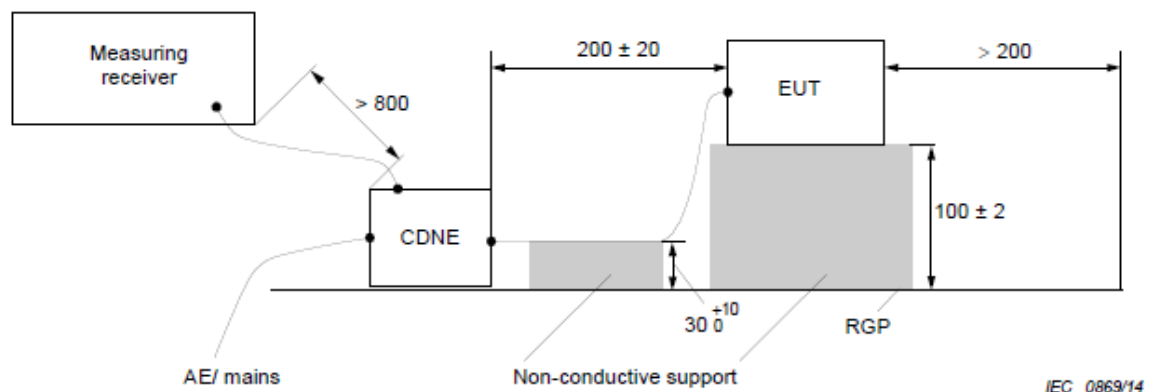 Measuring
receiver
> 800
200 ± 20
EUT
> 200
CDNE
100 ± 2
30 +10 0
RGP
AE/ mains
Non-conductive support
IEC 0869/14